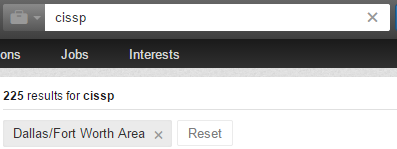 cissp
ons Jobs Interests
225 results for cissp
Dallas/Fort Worth Area × Reset